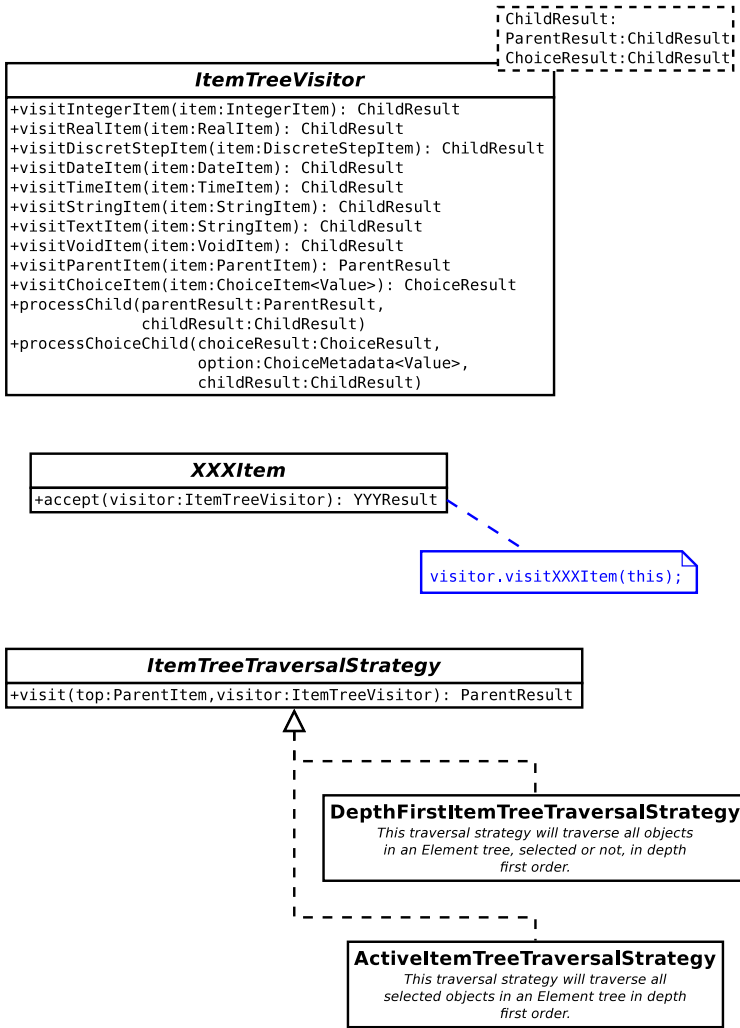 ChildResult:
ParentResult:ChildResult
ChoiceResult:ChildResult
ItemTreeVisitor
+visitIntegerItem(item:IntegerItem): ChildResult
+visitRealItem(item:RealItem): ChildResult
+visitDiscretStepItem(item:DiscreteStepItem): ChildResult
+visitDateItem(item:DateItem): ChildResult
+visitTimeItem(item:TimeItem): ChildResult
+visitStringItem(item:StringItem): ChildResult
+visitTextItem(item:StringItem): ChildResult
+visitVoidItem(item:VoidItem): ChildResult
+visitParentItem(item:ParentItem): ParentResult
+visitChoiceItem(item:ChoiceItem<Value>): ChoiceResult
+processChild(parentResult:ParentResult,
childResult:ChildResult)
+processChoiceChild(choiceResult:ChoiceResult,
option:ChoiceMetadata<Value>,
childResult:ChildResult)
XXXItem
+accept(visitor:ItemTreeVisitor): YYYResult
visitor.visitXXXItem(this);
ItemTreeTraversalStrategy
+visit(top:ParentItem,visitor:ItemTreeVisitor): ParentResult
DepthFirstItemTreeTraversalStrategy
This traversal strategy will traverse all objects
in an Element tree, selected or not, in depth
first order.
ActiveItemTreeTraversalStrategy
This traversal strategy will traverse all
selected objects in an Element tree in depth
first order.